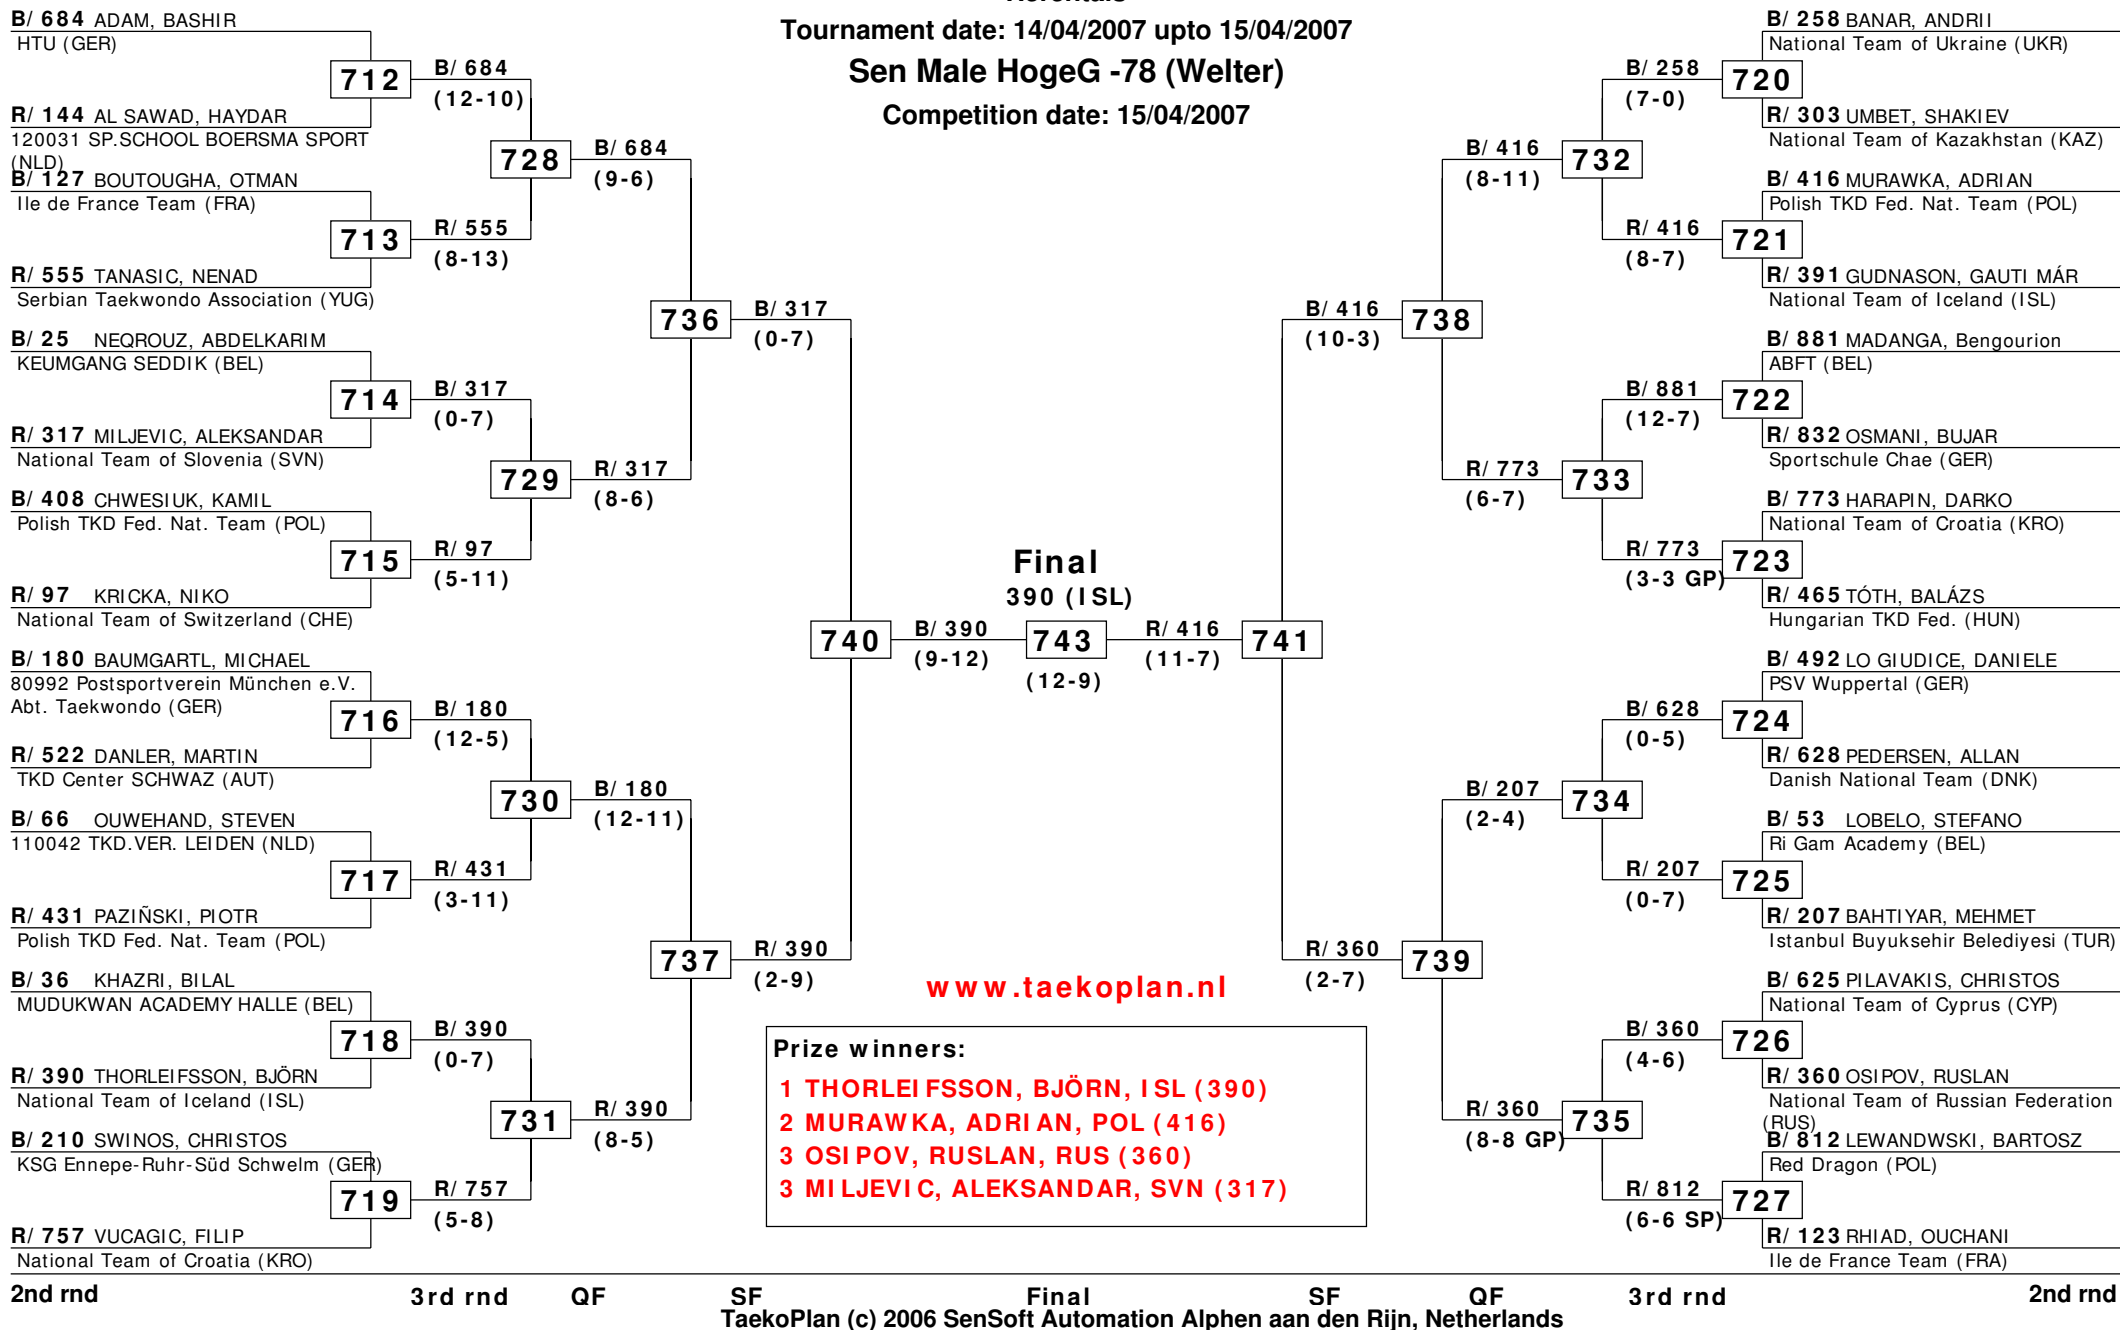 Tournament date: 14/04/2007 upto 15/04/2007
Sen Male HogeG -78 (Welter)
Competition date: 15/04/2007
B/ 684 ADAM, BASHIR
HTU (GER)
712
R/ 144 AL SAWAD, HAYDAR
120031 SP.SCHOOL BOERSMA SPORT
(NLD)
B/ 127 BOUTOUGHA, OTMAN
Ile de France Team (FRA)
713
R/ 555 TANASIC, NENAD
Serbian Taekwondo Association (YUG)
B/ 25 NEQROUZ, ABDELKARIM
KEUMGANG SEDDIK (BEL)
714
R/ 317 MILJEVIC, ALEKSANDAR
National Team of Slovenia (SVN)
B/ 408 CHWESIUK, KAMIL
Polish TKD Fed. Nat. Team (POL)
715
R/ 97 KRICKA, NIKO
National Team of Switzerland (CHE)
B/ 180 BAUMGARTL, MICHAEL
80992 Postsportverein München e.V.
Abt. Taekwondo (GER)
716
R/ 522 DANLER, MARTIN
TKD Center SCHWAZ (AUT)
B/ 66 OUWEHAND, STEVEN
110042 TKD.VER. LEIDEN (NLD)
717
R/ 431 PAZIÑSKI, PIOTR
Polish TKD Fed. Nat. Team (POL)
B/ 36 KHAZRI, BILAL
MUDUKWAN ACADEMY HALLE (BEL)
718
R/ 390 THORLEIFSSON, BJÖRN
National Team of Iceland (ISL)
B/ 210 SWINOS, CHRISTOS
KSG Ennepe-Ruhr-Süd Schwelm (GER)
719
R/ 757 VUCAGIC, FILIP
National Team of Croatia (KRO)
B/ 684
(12-10)
728
R/ 555
(8-13)
B/ 317
(0-7)
729
R/ 97
(5-11)
B/ 180
(12-5)
730
R/ 431
(3-11)
B/ 390
(0-7)
731
R/ 757
(5-8)
B/ 684
(9-6)
736
R/ 317
(8-6)
B/ 180
(12-11)
737
R/ 390
(8-5)
B/ 317
(0-7)
740
R/ 390
(2-9)
Final
390 (ISL)
B/ 390
(9-12)
743
(12-9)
R/ 416
(11-7)
741
B/ 416
(10-3)
738
R/ 360
(2-7)
739
B/ 416
(8-11)
732
R/ 773
(6-7)
733
B/ 207
(2-4)
734
R/ 360
(8-8 GP)
735
B/ 258
(7-0)
R/ 416
(8-7)
B/ 881
(12-7)
R/ 773
(3-3 GP)
B/ 628
(0-5)
R/ 207
(0-7)
B/ 360
(4-6)
R/ 812
(6-6 SP)
B/ 258 BANAR, ANDRII
National Team of Ukraine (UKR)
720
R/ 303 UMBET, SHAKIEV
National Team of Kazakhstan (KAZ)
B/ 416 MURAWKA, ADRIAN
Polish TKD Fed. Nat. Team (POL)
721
R/ 391 GUDNASON, GAUTI MÁR
National Team of Iceland (ISL)
B/ 881 MADANGA, Bengourion
ABFT (BEL)
722
R/ 832 OSMANI, BUJAR
Sportschule Chae (GER)
B/ 773 HARAPIN, DARKO
National Team of Croatia (KRO)
723
R/ 465 TÓTH, BALÁZS
Hungarian TKD Fed. (HUN)
B/ 492 LO GIUDICE, DANIELE
PSV Wuppertal (GER)
724
R/ 628 PEDERSEN, ALLAN
Danish National Team (DNK)
B/ 53 LOBELO, STEFANO
Ri Gam Academy (BEL)
725
R/ 207 BAHTIYAR, MEHMET
Istanbul Buyuksehir Belediyesi (TUR)
B/ 625 PILAVAKIS, CHRISTOS
National Team of Cyprus (CYP)
726
R/ 360 OSIPOV, RUSLAN
National Team of Russian Federation
(RUS)
B/ 812 LEWANDWSKI, BARTOSZ
Red Dragon (POL)
727
R/ 123 RHIAD, OUCHANI
Ile de France Team (FRA)
www.taekoplan.nl
Prize winners:
1 THORLEIFSSON, BJÖRN, ISL (390)
2 MURAWKA, ADRIAN, POL (416)
3 OSIPOV, RUSLAN, RUS (360)
3 MILJEVIC, ALEKSANDAR, SVN (317)
2nd rnd 3rd rnd QF SF Final SF QF 3rd rnd 2nd rnd
TaekoPlan (c) 2006 SenSoft Automation Alphen aan den Rijn, Netherlands